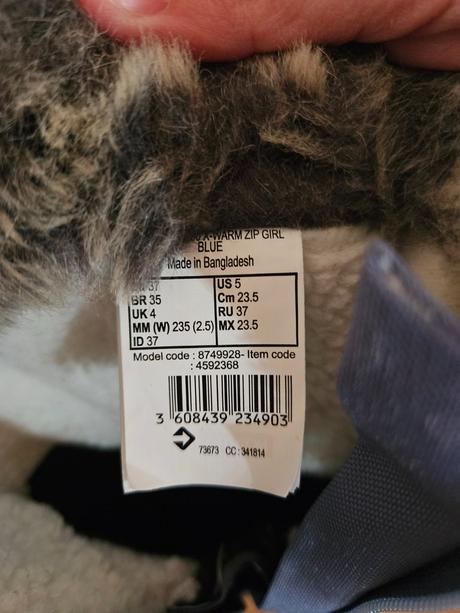 X-WARM ZIP GIRL
BLUE
Made in Bangladesh
37 US 5
BR 35 Cm 23.5
UK 4 RU 37
MM (W) 235 (2.5) MX 23.5
ID 37
Model code : 8749928- Item code
: 4592368
3 608439 234903
73673 CC: 341814